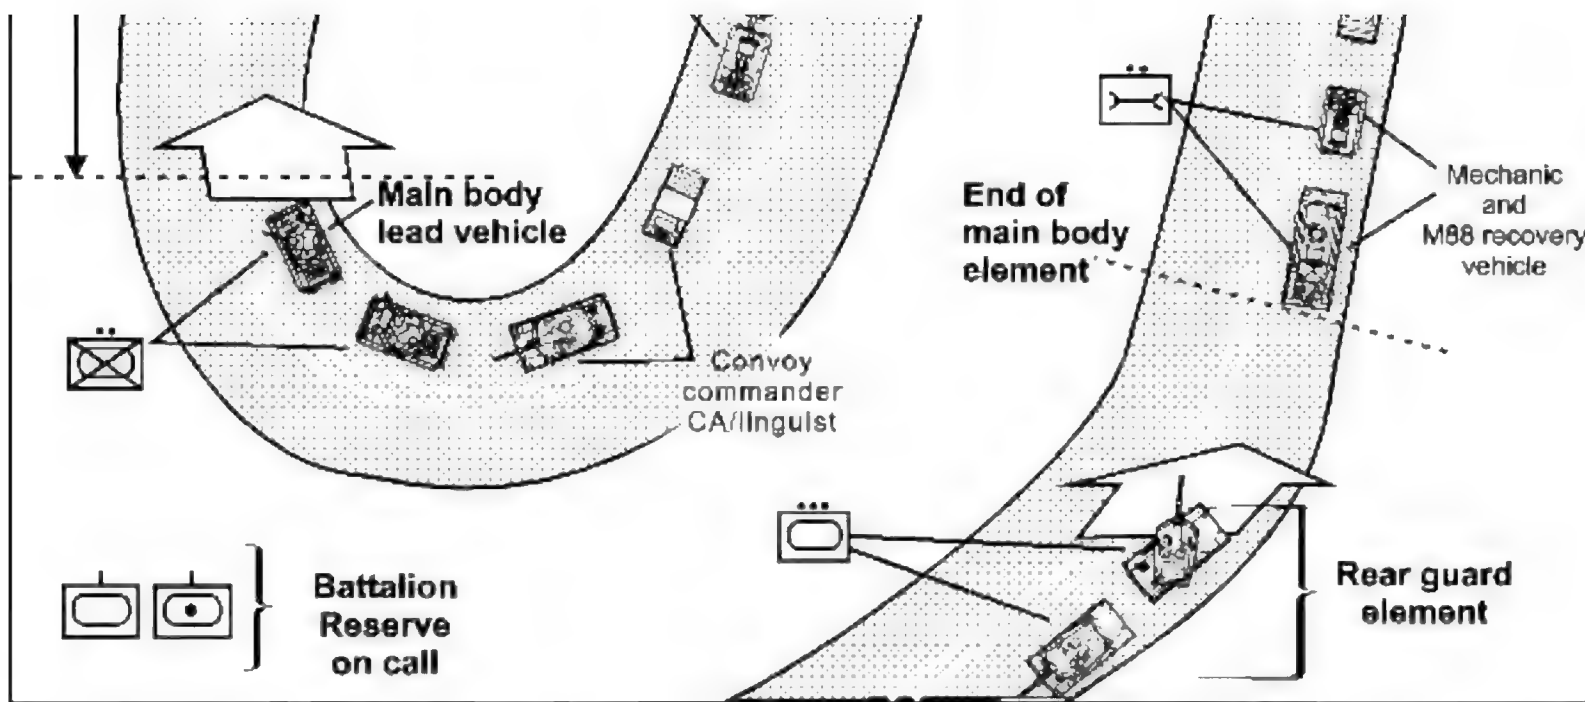 Main body
lead vehicle
Convoy
commander
CA/linguist
End of
main body
element
Mechanic
and
M88 recovery
vehicle
Battalion
Reserve
on call
Rear guard
element